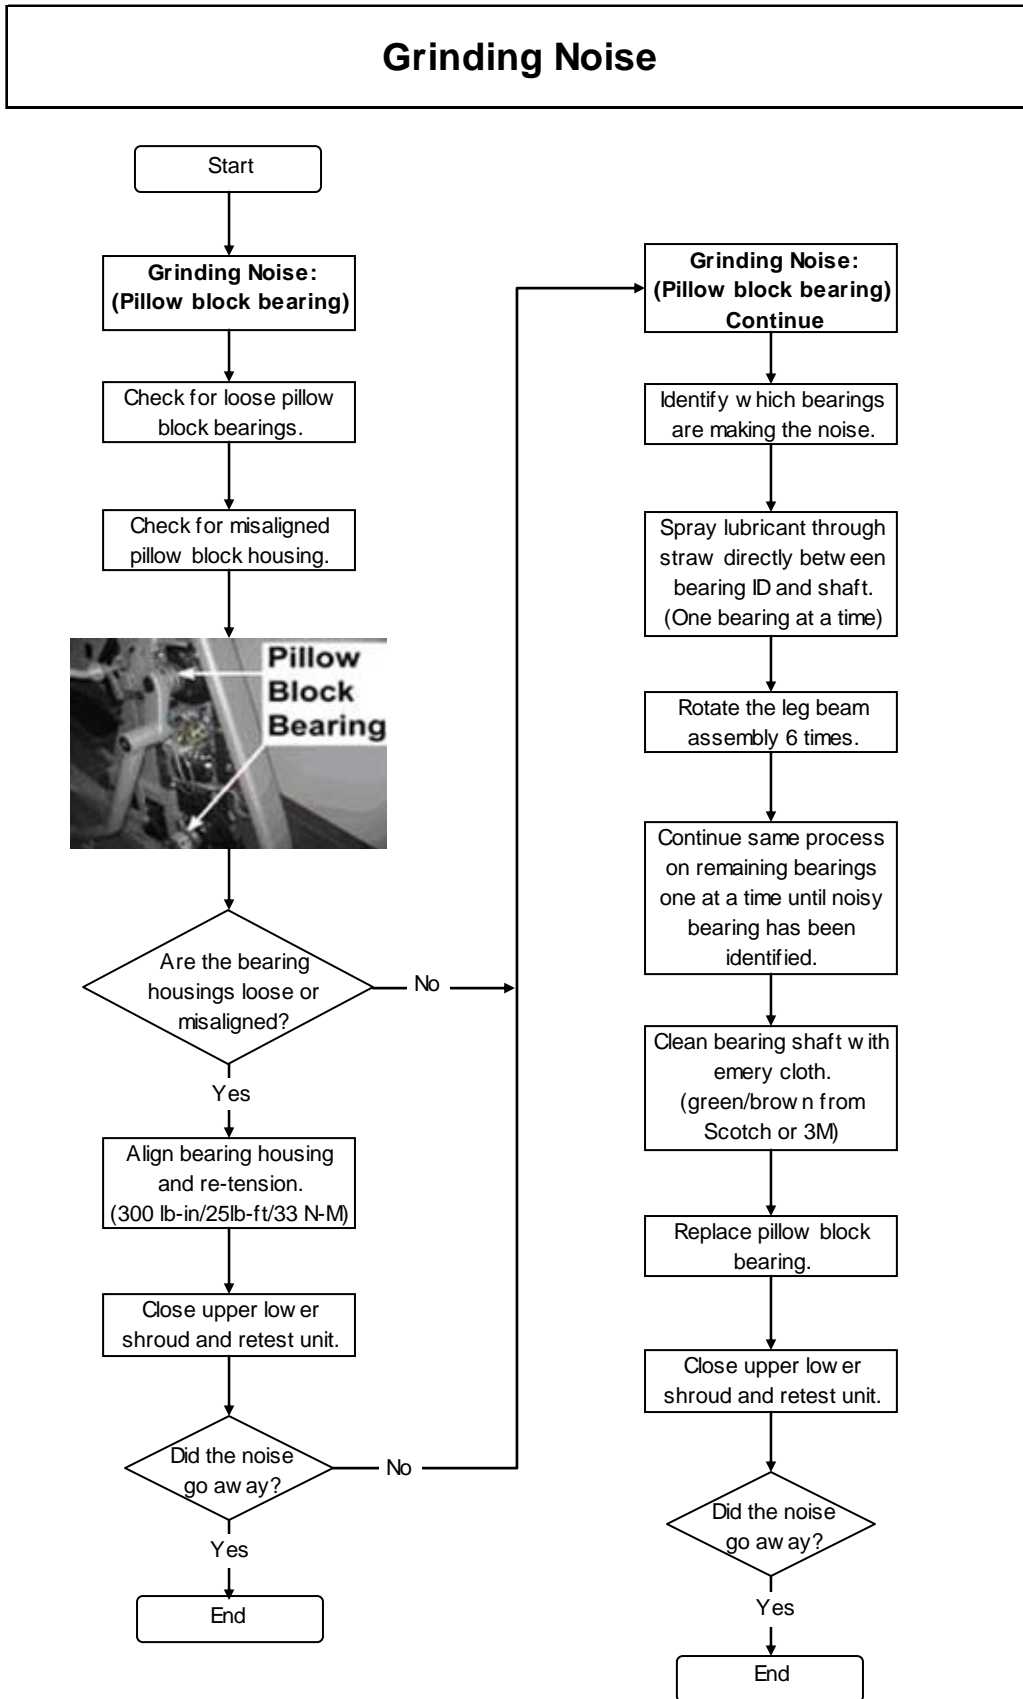 Grinding Noise
Start
Grinding Noise:
(Pillow block bearing)
Check for loose pillow
block bearings.
Check for misaligned
pillow block housing.
Pillow
Block
Bearing
Are the bearing
housings loose or
misaligned?
No
Yes
Align bearing housing
and re-tension.
(300 lb-in/25lb-ft/33 N-M)
Close upper lower
shroud and retest unit.
Did the noise
go away?
No
Yes
End
Grinding Noise:
(Pillow block bearing)
Continue
Identify which bearings
are making the noise.
Spray lubricant through
straw directly between
bearing ID and shaft.
(One bearing at a time)
Rotate the leg beam
assembly 6 times.
Continue same process
on remaining bearings
one at a time until noisy
bearing has been
identified.
Clean bearing shaft with
emery cloth.
(green/brown from
Scotch or 3M)
Replace pillow block
bearing.
Close upper lower
shroud and retest unit.
Did the noise
go away?
Yes
End